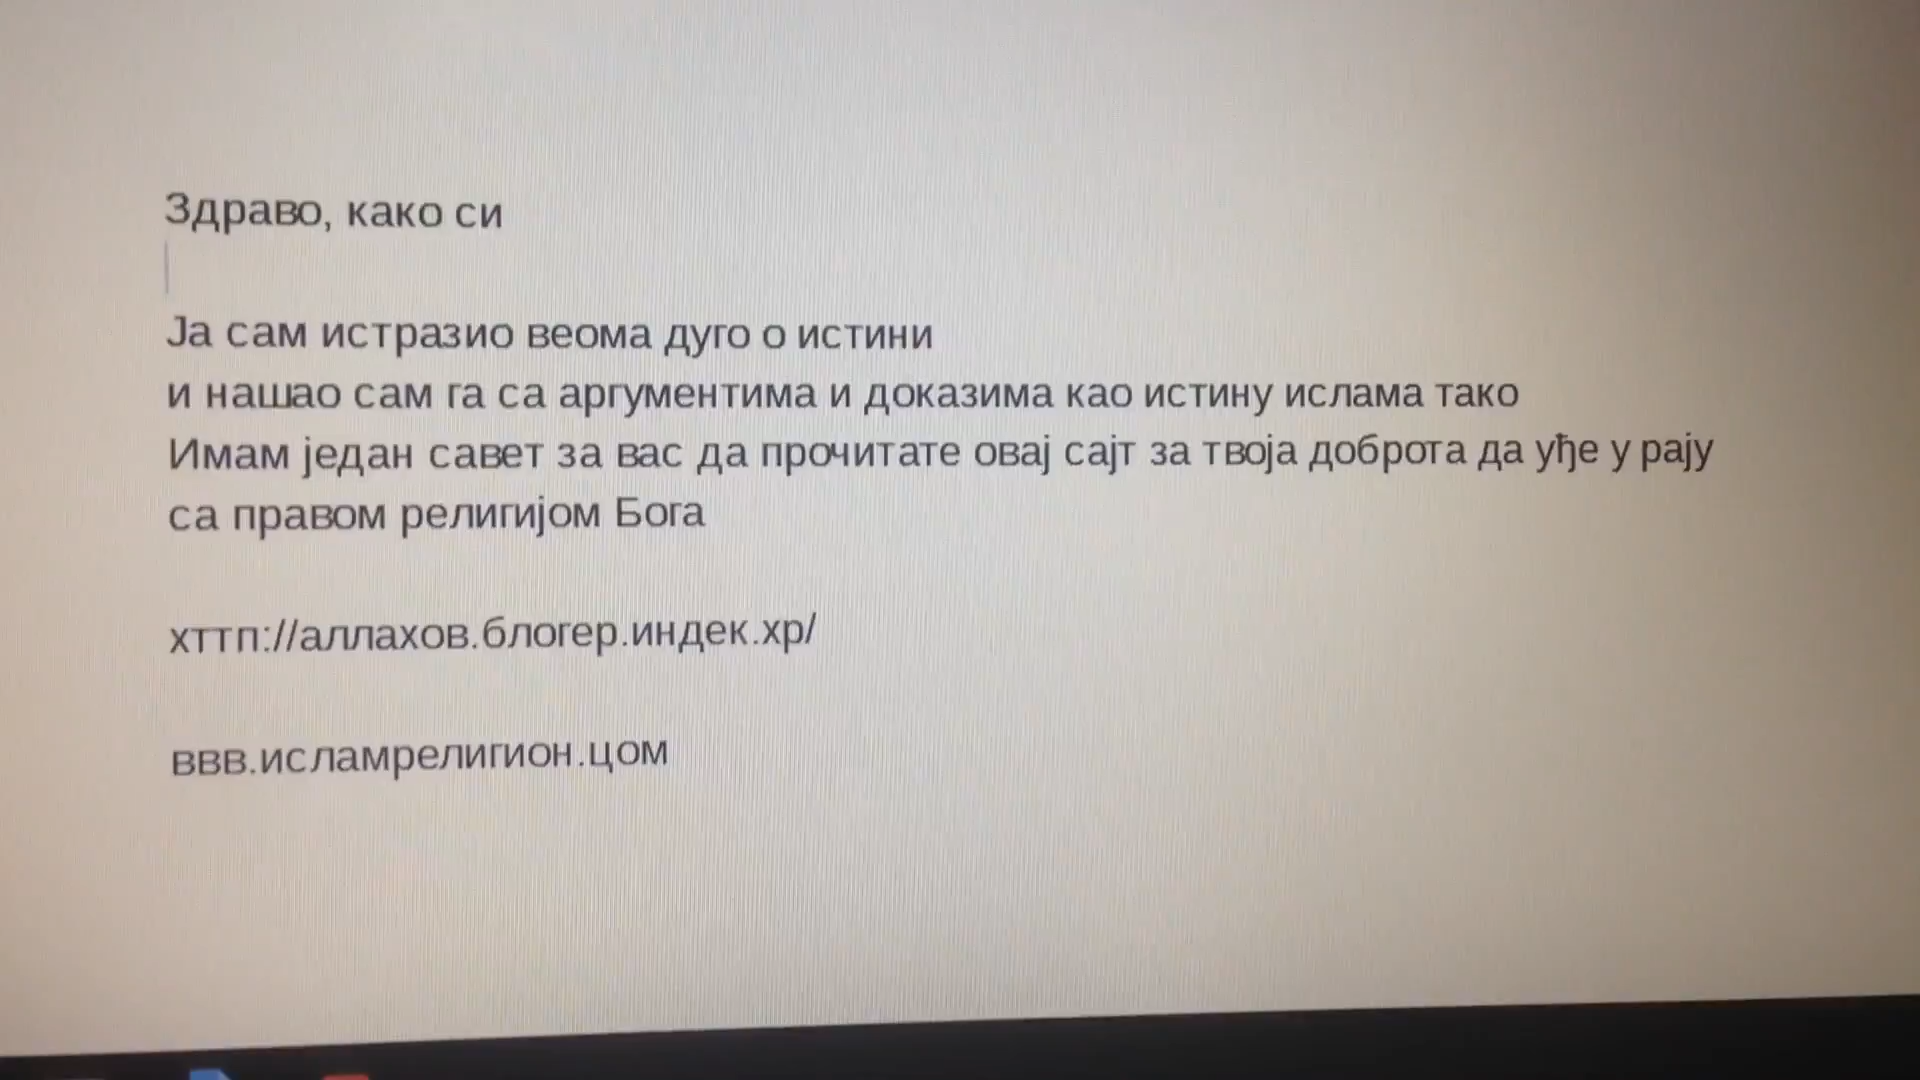 Здраво, како си
Ја сам истразио веома дуго о истини
и нашао сам га са аргументима и доказима као истину ислама тако
Имам један савет за вас да прочитате овај сајт за твоја доброта да уђе у рају
са правом религијом Бога
хттп://аллахов.блогер.индек.хр/
ввв.исламрелигион.цом